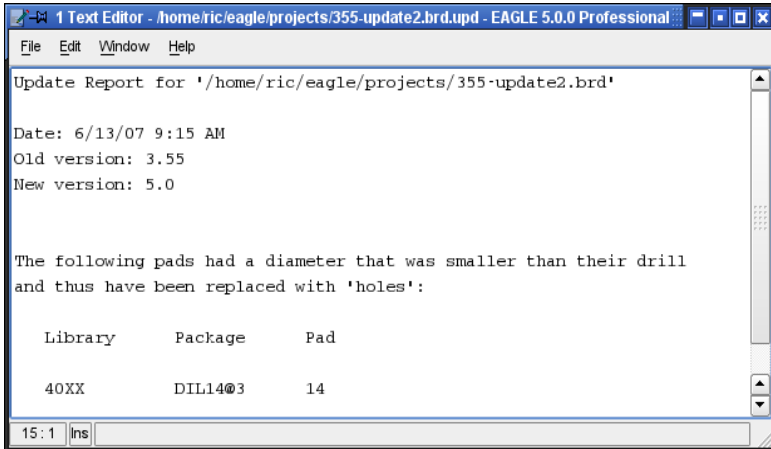 1 Text Editor - /home/ric/eagle/projects/355-update2.brd.upd - EAGLE 5.0.0 Professional
File Edit Window Help
Update Report for '/home/ric/eagle/projects/355-update2.brd'
Date: 6/13/07 9:15 AM
Old version: 3.55
New version: 5.0
The following pads had a diameter that was smaller than their drill
and thus have been replaced with 'holes':
Library Package Pad
40XX DIL14@3 14
15:1 Ins